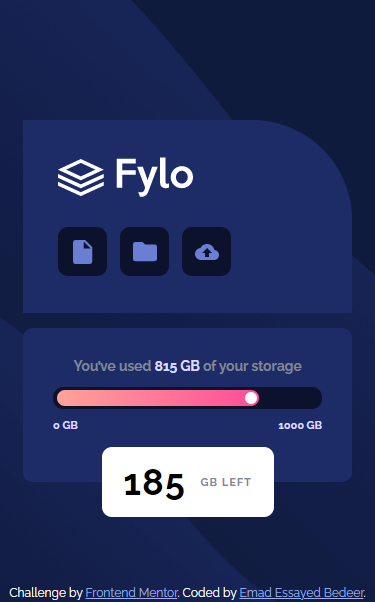 Fylo
You've used 815 GB of your storage
0 GB
1000 GB
185 GB LEFT
Challenge by Frontend Mentor. Coded by Emad Essayed Bedeer.